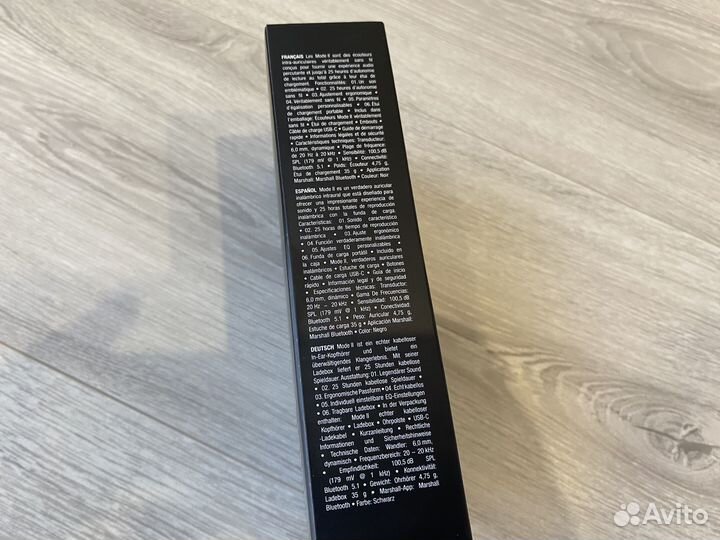 FRANÇAIS Les Mode II sont des écouteurs
intra-auriculaires véritablement sans fil
conçus pour fournir une expérience audio
percutante et jusqu'à 25 heures d'autonomie
de lecture au total grâce à leur étui de
chargement. Fonctionnalités: 01. Un son
emblématique • 02. 25 heures d'autonomie
sans fil • 03. Ajustement ergonomique •
04. Véritablement sans fil • 05 Paramètres
d'égalisation personnalisables • 06. Étui
de chargement portable • Inclus dans
l'emballage: Écouteurs Mode II véritablement
sans fil • Étui de chargement • Embouts •
Câble de charge USB-C • Guide de démarrage
rapide • Informations légales et de sécurité
• Caractéristiques techniques: Transducteur:
6,0 mm, dynamique • Plage de fréquence:
de 20 Hz à 20 kHz • Sensibilité: 100,5 dB
SPL (179 mV @ 1 kHz) • Connectivité:
Bluetooth 5.1 • Poids: Écouteur 4,75 g,
Étui de chargement 35 g • Application
Marshall: Marshall Bluetooth • Couleur: Noir
ESPAÑOL Mode II es un verdadero auricular
inalámbrico intraural que está diseñado para
ofrecer una impresionante experiencia de
sonido y 25 horas totales de reproducción
inalámbrica con la funda de carga
Características: 01. Sonido característico
• 02. 25 horas de tiempo de reproducción
inalámbrica • 03. Ajuste ergonómico
• 04 Función verdaderamente inalámbrica
• 05. Ajustes EQ personalizables •
06. Funda de carga portátil • Incluido en
la caja • Mode II, verdaderos auriculares
inalámbricos • Estuche de carga • Botones
• Cable de carga USB-C • Guía de inicio
rápido • Información legal y de seguridad
• Especificaciones técnicas: Transductor:
6,0 mm, dinámico • Gama De Frecuencias:
20 Hz – 20 kHz • Sensibilidad: 100,5 dB
SPL (179 mV @ 1 kHz) • Conectividad:
Bluetooth 5.1 • Peso: Auricular 4,75 g,
Estuche de carga 35 g • Aplicación Marshall:
Marshall Bluetooth • Color: Negro
DEUTSCH Mode II ist ein echter kabelloser
In-Ear-Kopfhörer und bietet ein
überwältigendes Klangerlebnis. Mit seiner
Ladebox liefert er 25 Stunden kabellose
Spieldauer Ausstattung: 01. Legendärer Sound
• 02. 25 Stunden kabellose Spieldauer •
03. Ergonomische Passform • 04 Echt kabellos
• 05. Individuell einstellbare EQ-Einstellungen
• 06. Tragbare Ladebox • In der Verpackung
enthalten: Mode II echter kabelloser
Kopfhörer • Ladebox • Ohrpolster • USB-C
-Ladekabel • Kurzanleitung • Rechtliche
Informationen und Sicherheitshinweise
• Technische Daten: Wandler: 6,0 mm,
dynamisch • Frequenzbereich: 20 – 20 kHz
• Empfindlichkeit: 100,5 dB SPL
(179 mV @ 1 kHz) • Konnektivität:
Bluetooth 5.1 • Gewicht: Ohrhörer 4,75 g,
Ladebox 35 g • Marshall-App: Marshall
Bluetooth • Farbe: Schwarz
Avito